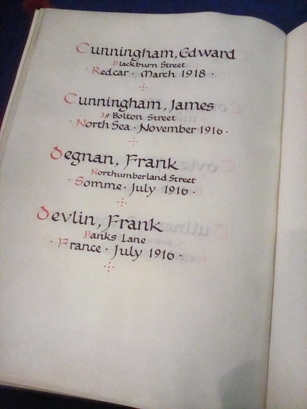 Cunningham, Edward
Blackburn Street
Redcar · March 1918 ·
Cunningham, James
Bolton Street
· North Sea · November 1916 ·
Degnan, Frank
Northumberland Street
· Somme · July 1916 ·
Devlin, Frank
Banks Lane
· France · July 1916 ·